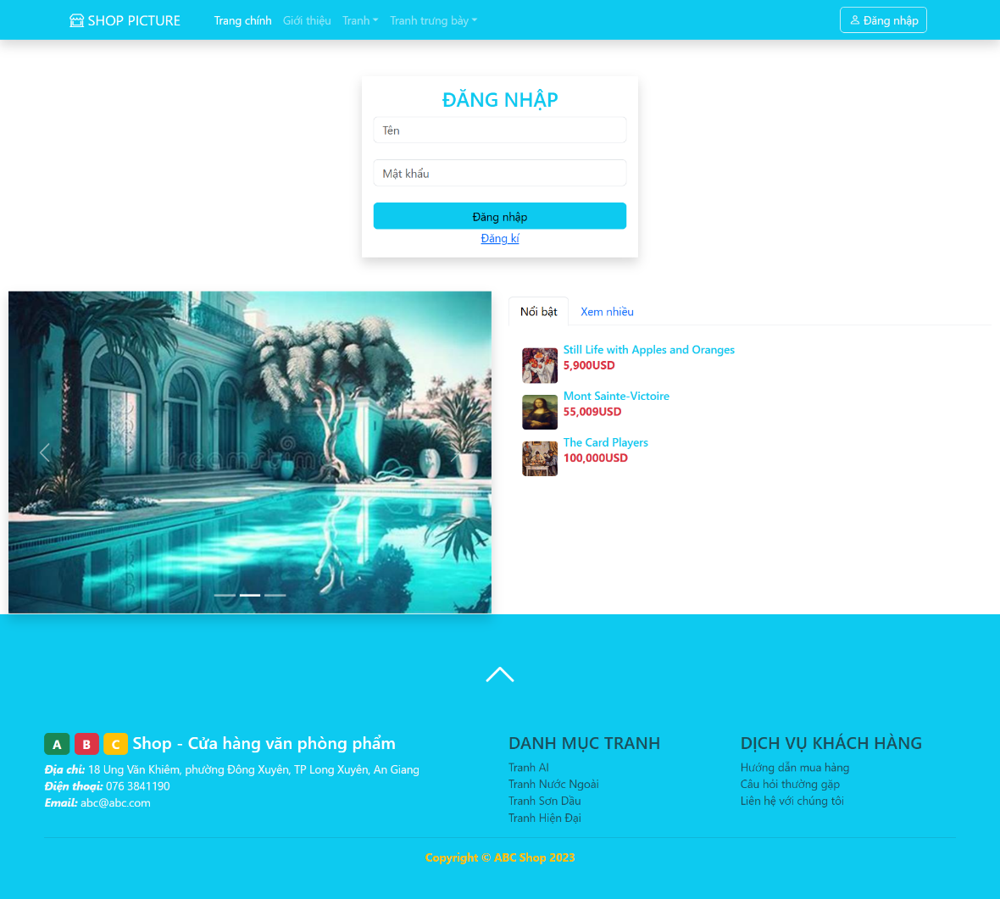 SHOP PICTURE
Trang chính
Giới thiệu
Tranh
Tranh trưng bày
Đăng nhập
ĐĂNG NHẬP
Tên
Mật khẩu
Đăng nhập
Đăng kí
dreamstime
Nổi bật
Xem nhiều
Still Life with Apples and Oranges
5,900USD
Mont Sainte-Victoire
55,009USD
The Card Players
100,000USD
A B C Shop - Cửa hàng văn phòng phẩm
Địa chỉ: 18 Ung Văn Khiêm, phường Đông Xuyên, TP Long Xuyên, An Giang
Điện thoại: 076 3841190
Email: abc@abc.com
DANH MỤC TRANH
Tranh AI
Tranh Nước Ngoài
Tranh Sơn Dầu
Tranh Hiện Đại
DỊCH VỤ KHÁCH HÀNG
Hướng dẫn mua hàng
Câu hỏi thường gặp
Liên hệ với chúng tôi
Copyright © ABC Shop 2023